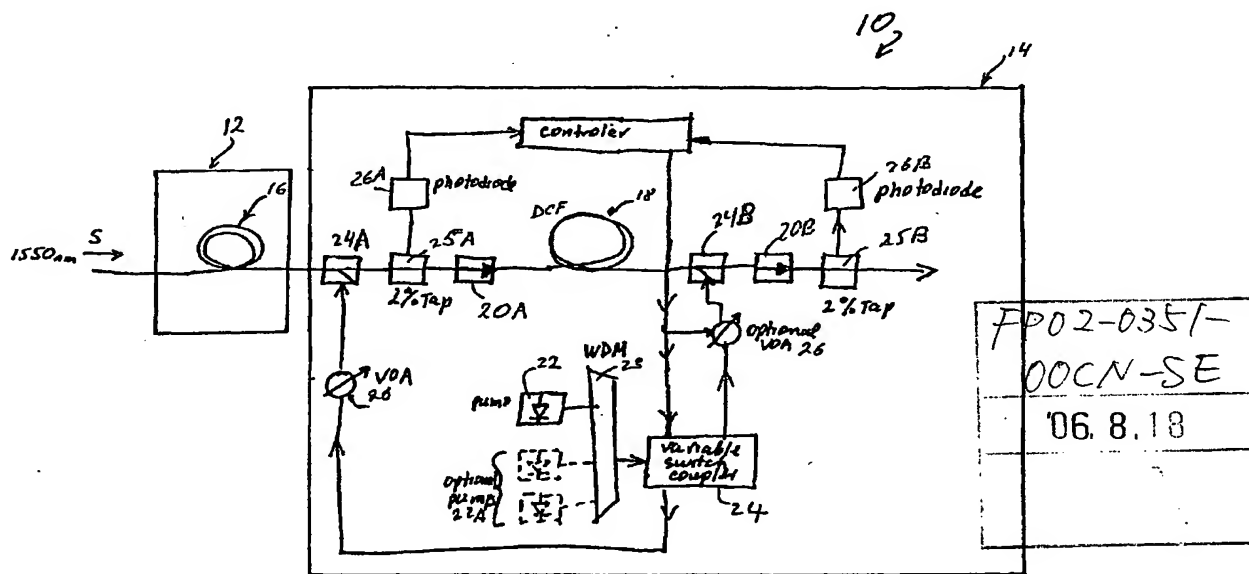 10
14
12
controler
16
26A
photodiode
26B
photodiode
DCF
18
24B
20B
25B
S
1550nm
24A
25A
2% Tap
20A
2% Tap
optional
VOA 26
FP02-0351-
00CN-SE
'06.8.18
WDM
VOA
22
pump
variable
coupler
24
optional
pump
22A